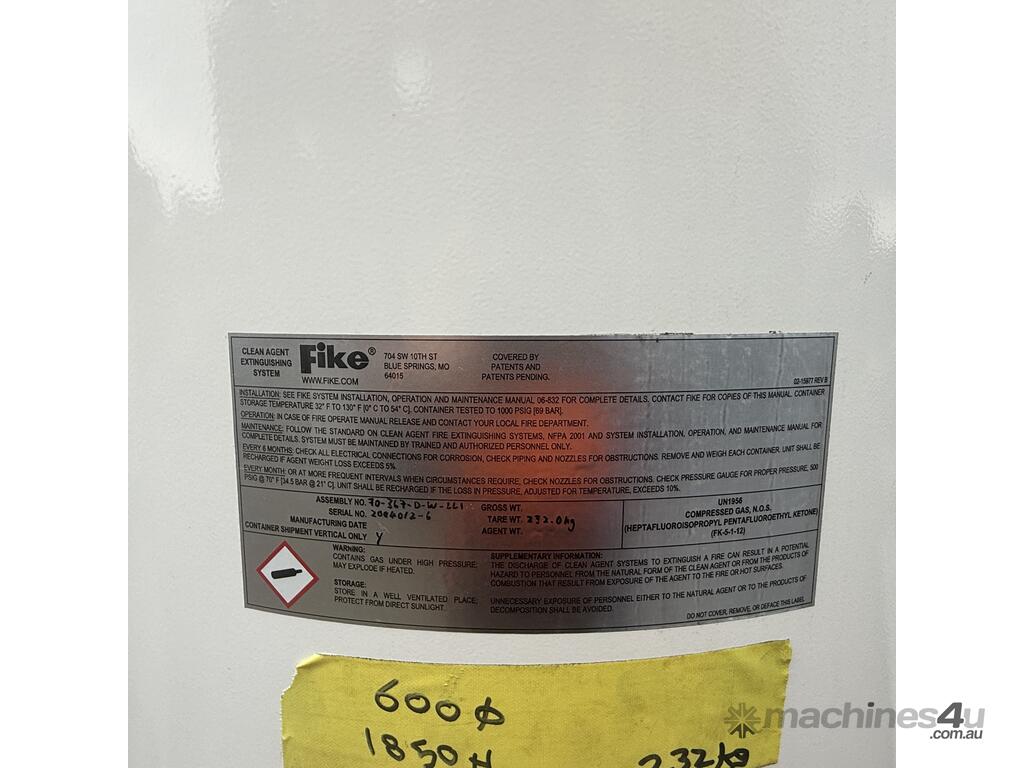 CLEAN AGENT
EXTINGUISHING
SYSTEM
Fike®
WWW.FIKE.COM
704 SW 10TH ST
BLUE SPRINGS, MO
64015
COVERED BY
PATENTS AND
PATENTS PENDING.
02-15977 REV B
INSTALLATION: SEE FIKE SYSTEM INSTALLATION, OPERATION AND MAINTENANCE MANUAL 06-832 FOR COMPLETE DETAILS. CONTACT FIKE FOR COPIES OF THIS MANUAL. CONTAINER
STORAGE TEMPERATURE 32° F TO 130° F [0° C TO 54° C]. CONTAINER TESTED TO 1000 PSIG [69 BAR].
OPERATION: IN CASE OF FIRE OPERATE MANUAL RELEASE AND CONTACT YOUR LOCAL FIRE DEPARTMENT.
MAINTENANCE: FOLLOW THE STANDARD ON CLEAN AGENT FIRE EXTINGUISHING SYSTEMS, NFPA 2001 AND SYSTEM INSTALLATION, OPERATION, AND MAINTENANCE MANUAL FOR
COMPLETE DETAILS. SYSTEM MUST BE MAINTAINED BY TRAINED AND AUTHORIZED PERSONNEL ONLY.
EVERY 6 MONTHS: CHECK ALL ELECTRICAL CONNECTIONS FOR CORROSION, CHECK PIPING AND NOZZLES FOR OBSTRUCTIONS. REMOVE AND WEIGH EACH CONTAINER. UNIT SHALL BE
RECHARGED IF AGENT WEIGHT LOSS EXCEEDS 5%.
EVERY MONTH: OR AT MORE FREQUENT INTERVALS WHEN CIRCUMSTANCES REQUIRE, CHECK NOZZLES FOR OBSTRUCTIONS. CHECK PRESSURE GAUGE FOR PROPER PRESSURE, 500
PSIG @ 70° F [34.5 BAR @ 21° C]. UNIT SHALL BE RECHARGED IF THE LOSS IN PRESSURE, ADJUSTED FOR TEMPERATURE, EXCEEDS 10%.
ASSEMBLY NO. 70-367-D-W-LL1
SERIAL NO. 2004012-6
MANUFACTURING DATE
CONTAINER SHIPMENT VERTICAL ONLY Y
GROSS WT.
TARE WT. 232.0kg
AGENT WT.
UN1956
COMPRESSED GAS, N.O.S.
(HEPTAFLUOROISOPROPYL PENTAFLUOROETHYL KETONE)
(FK-5-1-12)
WARNING:
CONTAINS GAS UNDER HIGH PRESSURE;
MAY EXPLODE IF HEATED.
STORAGE:
STORE IN A WELL VENTILATED PLACE;
PROTECT FROM DIRECT SUNLIGHT.
SUPPLEMENTARY INFORMATION:
THE DISCHARGE OF CLEAN AGENT SYSTEMS TO EXTINGUISH A FIRE CAN RESULT IN A POTENTIAL
HAZARD TO PERSONNEL FROM THE NATURAL FORM OF THE CLEAN AGENT OR FROM THE PRODUCTS OF
COMBUSTION THAT RESULT FROM EXPOSURE OF THE AGENT TO THE FIRE OR HOT SURFACES.
UNNECESSARY EXPOSURE OF PERSONNEL EITHER TO THE NATURAL AGENT OR TO THE PRODUCTS OF
DECOMPOSITION SHALL BE AVOIDED.
DO NOT COVER, REMOVE, OR DEFACE THIS LABEL
600 ϕ
1850 H
232kg
machines4u
.com.au